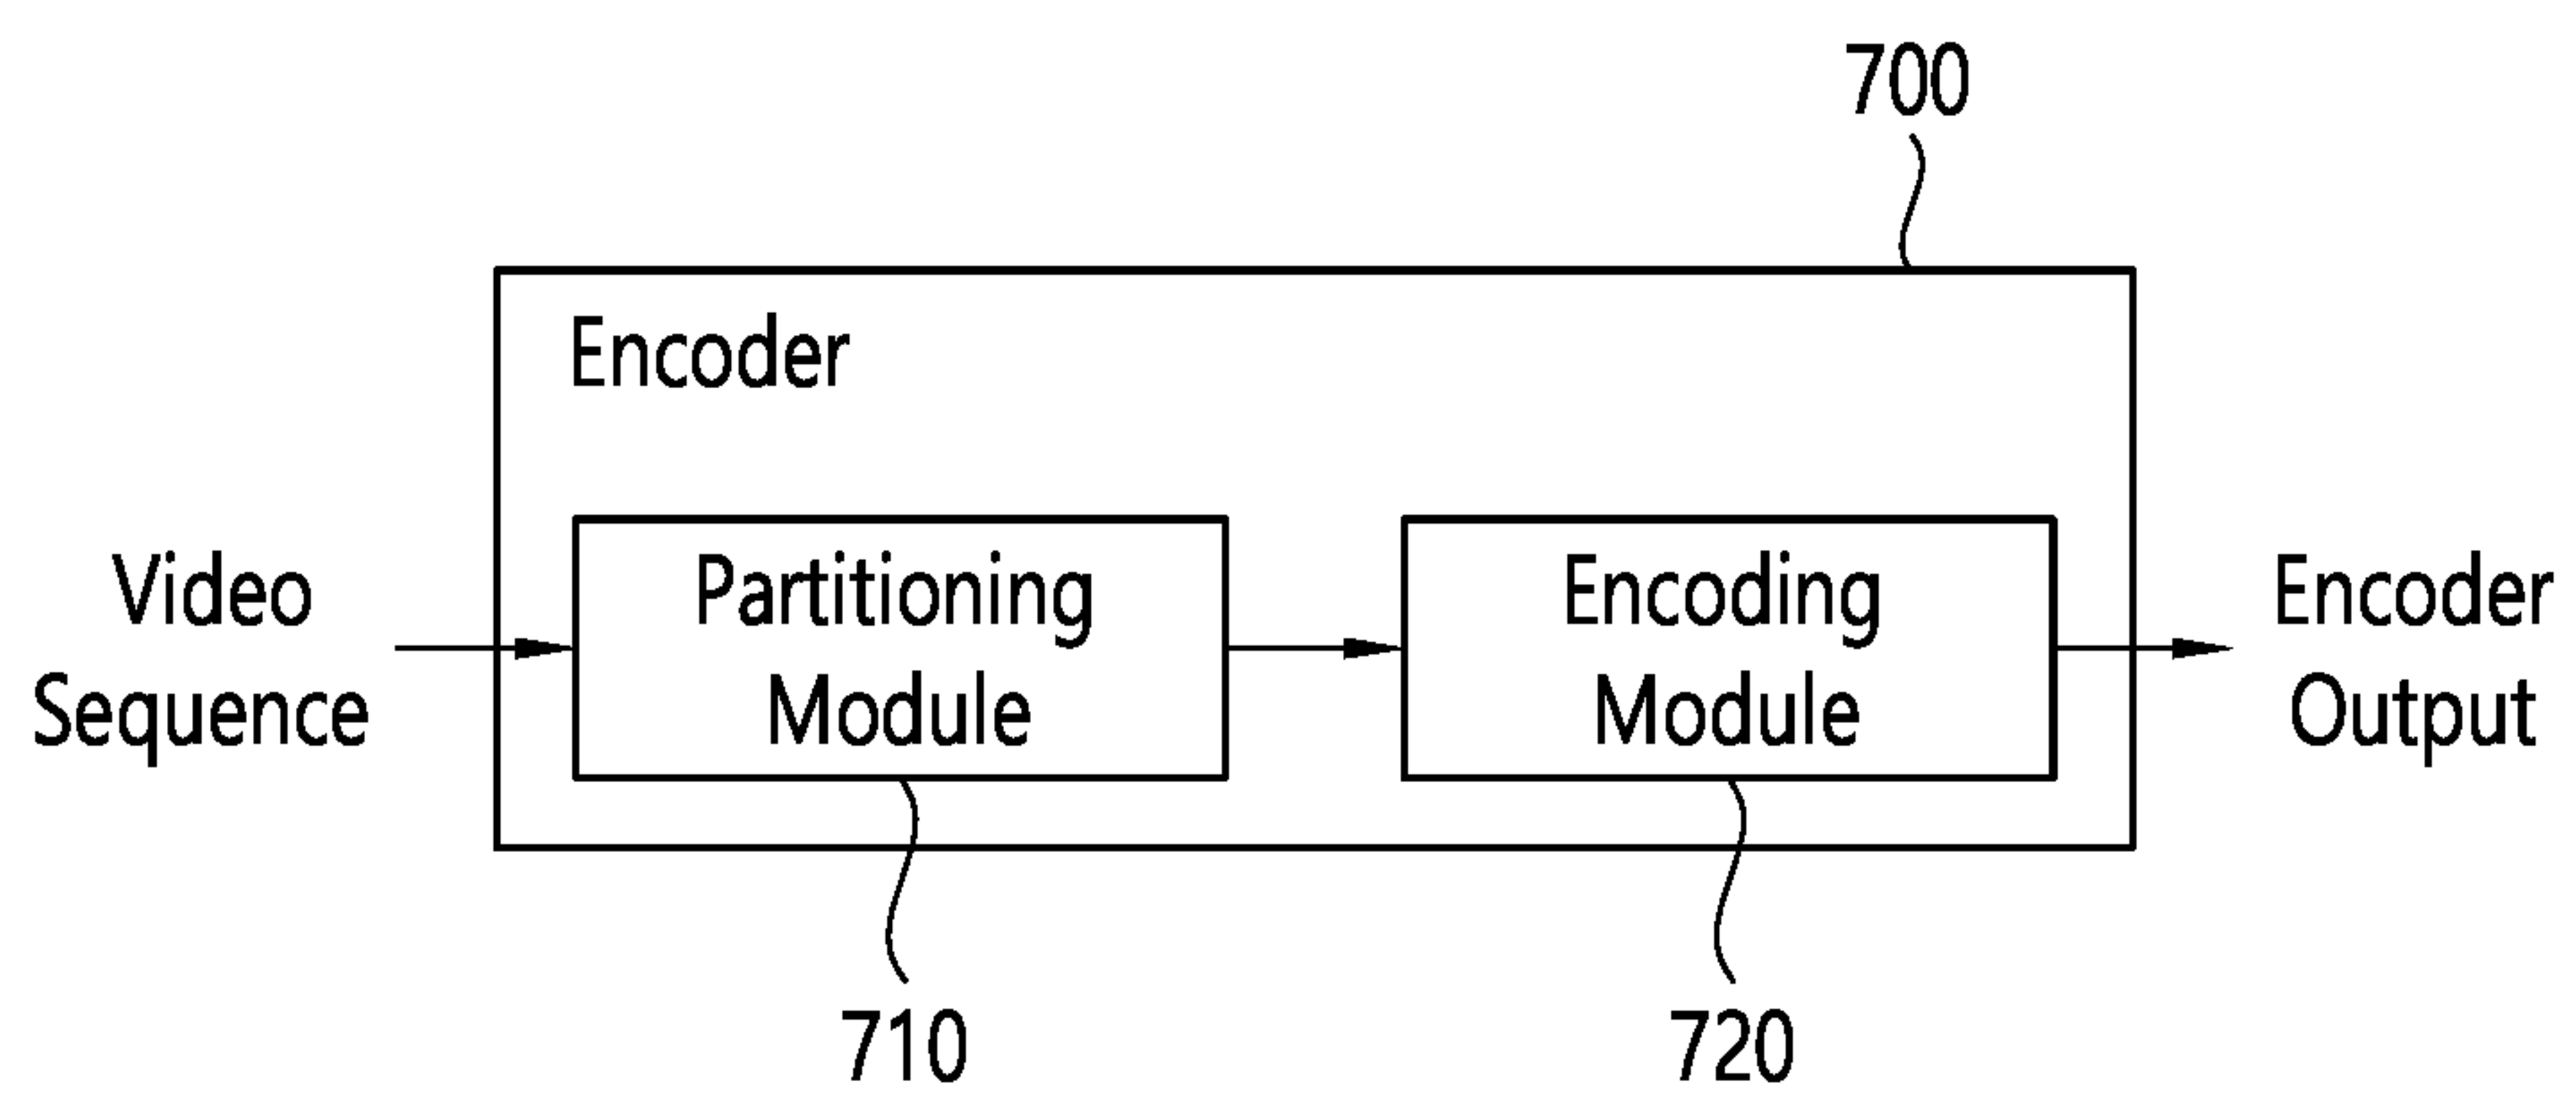 700
Encoder
Video
Sequence
Partitioning
Module
Encoding
Module
Encoder
Output
710
720